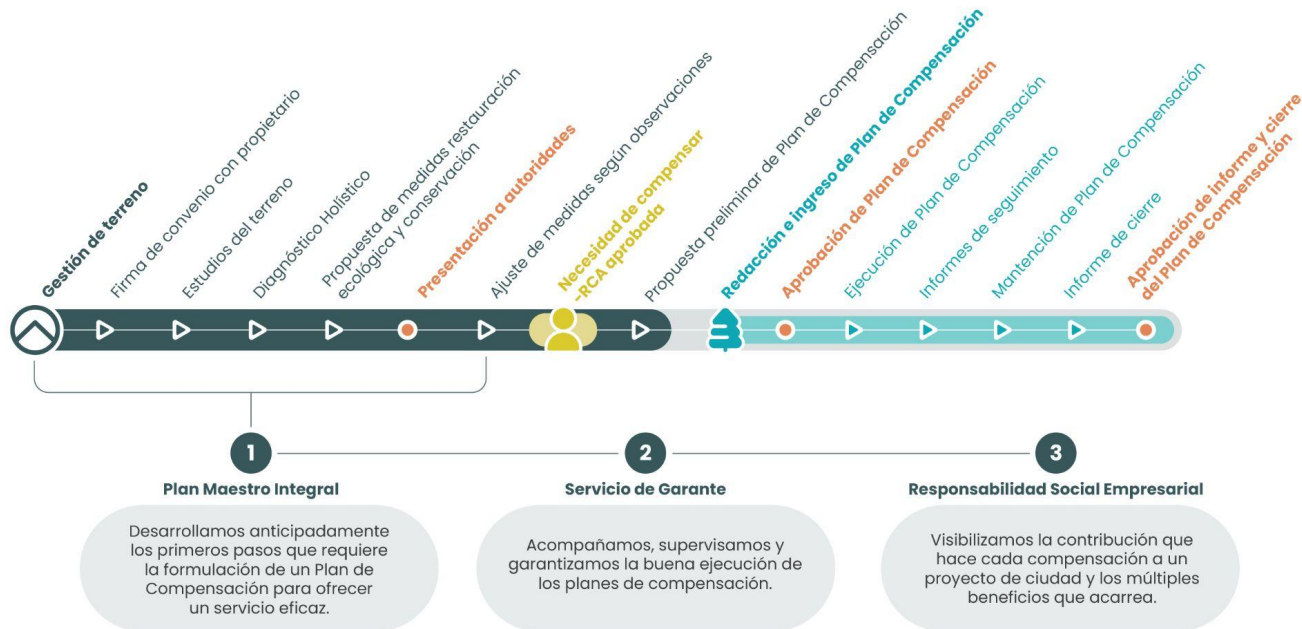 Gestión de terreno
Firma de convenio con propietario
Estudios del terreno
Diagnóstico Holístico
Propuesta de medidas restauración
ecológica y conservación
Presentación a autoridades
Ajuste de medidas según observaciones
Necesidad de compensar
-RCA aprobada
Propuesta preliminar de Plan de Compensación
Redacción e ingreso de Plan de Compensación
Aprobación de Plan de Compensación
Ejecución de Plan de Compensación
Informes de seguimiento
Mantención de Plan de Compensación
Informe de cierre
Aprobación de informe y cierre
del Plan de Compensación
1
Plan Maestro Integral
Desarrollamos anticipadamente
los primeros pasos que requiere
la formulación de un Plan de
Compensación para ofrecer
un servicio eficaz.
2
Servicio de Garante
Acompañamos, supervisamos y
garantizamos la buena ejecución de
los planes de compensación.
3
Responsabilidad Social Empresarial
Visibilizamos la contribución que
hace cada compensación a un
proyecto de ciudad y los múltiples
beneficios que acarrea.